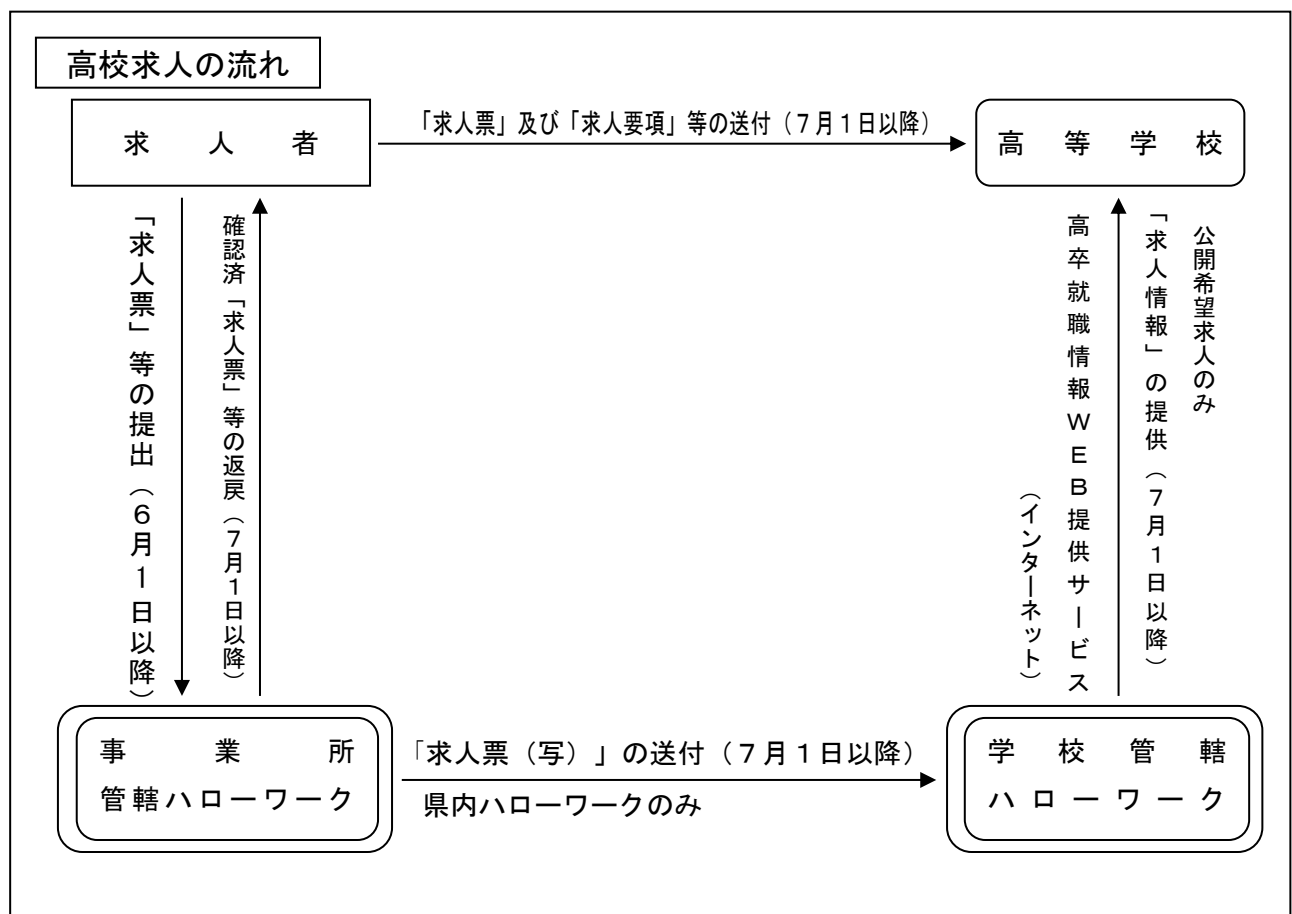 高校求人の流れ
求人者
「求人票」及び「求人要項」等の送付（７月１日以降）
高等学校
「求人票」等の提出（６月１日以降）
確認済「求人票」等の返戻（７月１日以降）
公開希望求人のみ
「求人情報」の提供（７月１日以降）
高卒就職情報ＷＥＢ提供サービス
（インターネット）
事業所
管轄ハローワーク
「求人票（写）」の送付（７月１日以降）
県内ハローワークのみ
学校管轄
ハローワーク